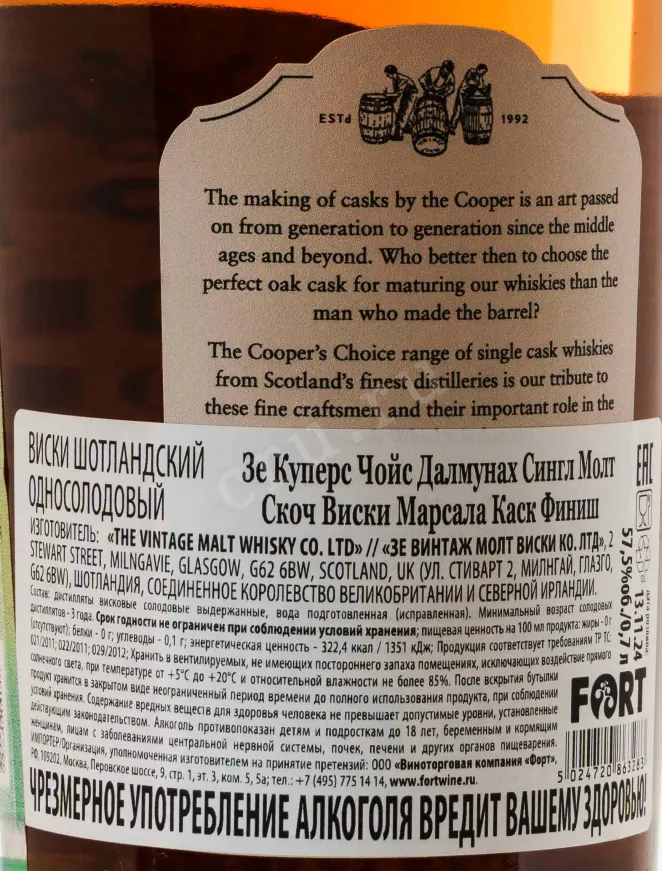 ESTd 1992
The making of casks by the Cooper is an art passed
on from generation to generation since the middle
ages and beyond. Who better then to choose the
perfect oak cask for maturing our whiskies than the
man who made the barrel?
The Cooper's Choice range of single cask whiskies
from Scotland's finest distilleries is our tribute to
these fine craftsmen and their important role in the
ВИСКИ ШОТЛАНДСКИЙ
ОДНОСОЛОДОВЫЙ
Зе Куперс Чойс Далмунах Сингл Молт
Скоч Виски Марсала Каск Финиш
ИЗГОТОВИТЕЛЬ: «THE VINTAGE MALT WHISKY CO. LTD» // «ЗЕ ВИНТАЖ МОЛТ ВИСКИ КО. ЛТД», 2
STEWART STREET, MILNGAVIE, GLASGOW, G62 6BW, SCOTLAND, UK (УЛ. СТИВАРТ 2, МИЛНГАЙ, ГЛАЗГО,
G62 6BW), ШОТЛАНДИЯ, СОЕДИНЕННОЕ КОРОЛЕВСТВО ВЕЛИКОБРИТАНИИ И СЕВЕРНОЙ ИРЛАНДИИ.
Состав: дистилляты висковые солодовые выдержанные, вода подготовленная (исправленная). Минимальный возраст солодовых
дистиллятов - 3 года. Срок годности не ограничен при соблюдении условий хранения; пищевая ценность на 100 мл продукта: жиры - 0 г
(отсутствуют); белки - 0 г; углеводы - 0,1 г; энергетическая ценность - 322,4 ккал / 1351 кДж; Продукция соответствует требованиям ТР ТС:
021/2011; 022/2011; 029/2012; Хранить в вентилируемых, не имеющих постороннего запаха помещениях, исключающих воздействие прямого
солнечного света, при температуре от +5°С до +20°С и относительной влажности не более 85%. После вскрытия бутылки
продукт хранится в закрытом виде неограниченный период времени до полного использования продукта, при соблюдении
условий хранения. Содержание вредных веществ для здоровья человека не превышает допустимые уровни, установленные
действующим законодательством. Алкоголь противопоказан детям и подросткам до 18 лет, беременным и кормящим
женщинам, лицам с заболеваниями центральной нервной системы, почек, печени и других органов пищеварения.
ИМПОРТЕР/Организация, уполномоченная изготовителем на принятие претензий: ООО «Виноторговая компания «Форт»,
РФ, 109202, Москва, Перовское шоссе, 9, стр. 1, эт. 3, ком. 5, 5а; тел.: +7 (495) 775 14 14, www.fortwine.ru.
ЧРЕЗМЕРНОЕ УПОТРЕБЛЕНИЕ АЛКОГОЛЯ ВРЕДИТ ВАШЕМУ ЗДОРОВЬЮ!
EAC
57,5%об./0,7 л
Дата розлива:
13.11.24
FORT
5 024720 863283